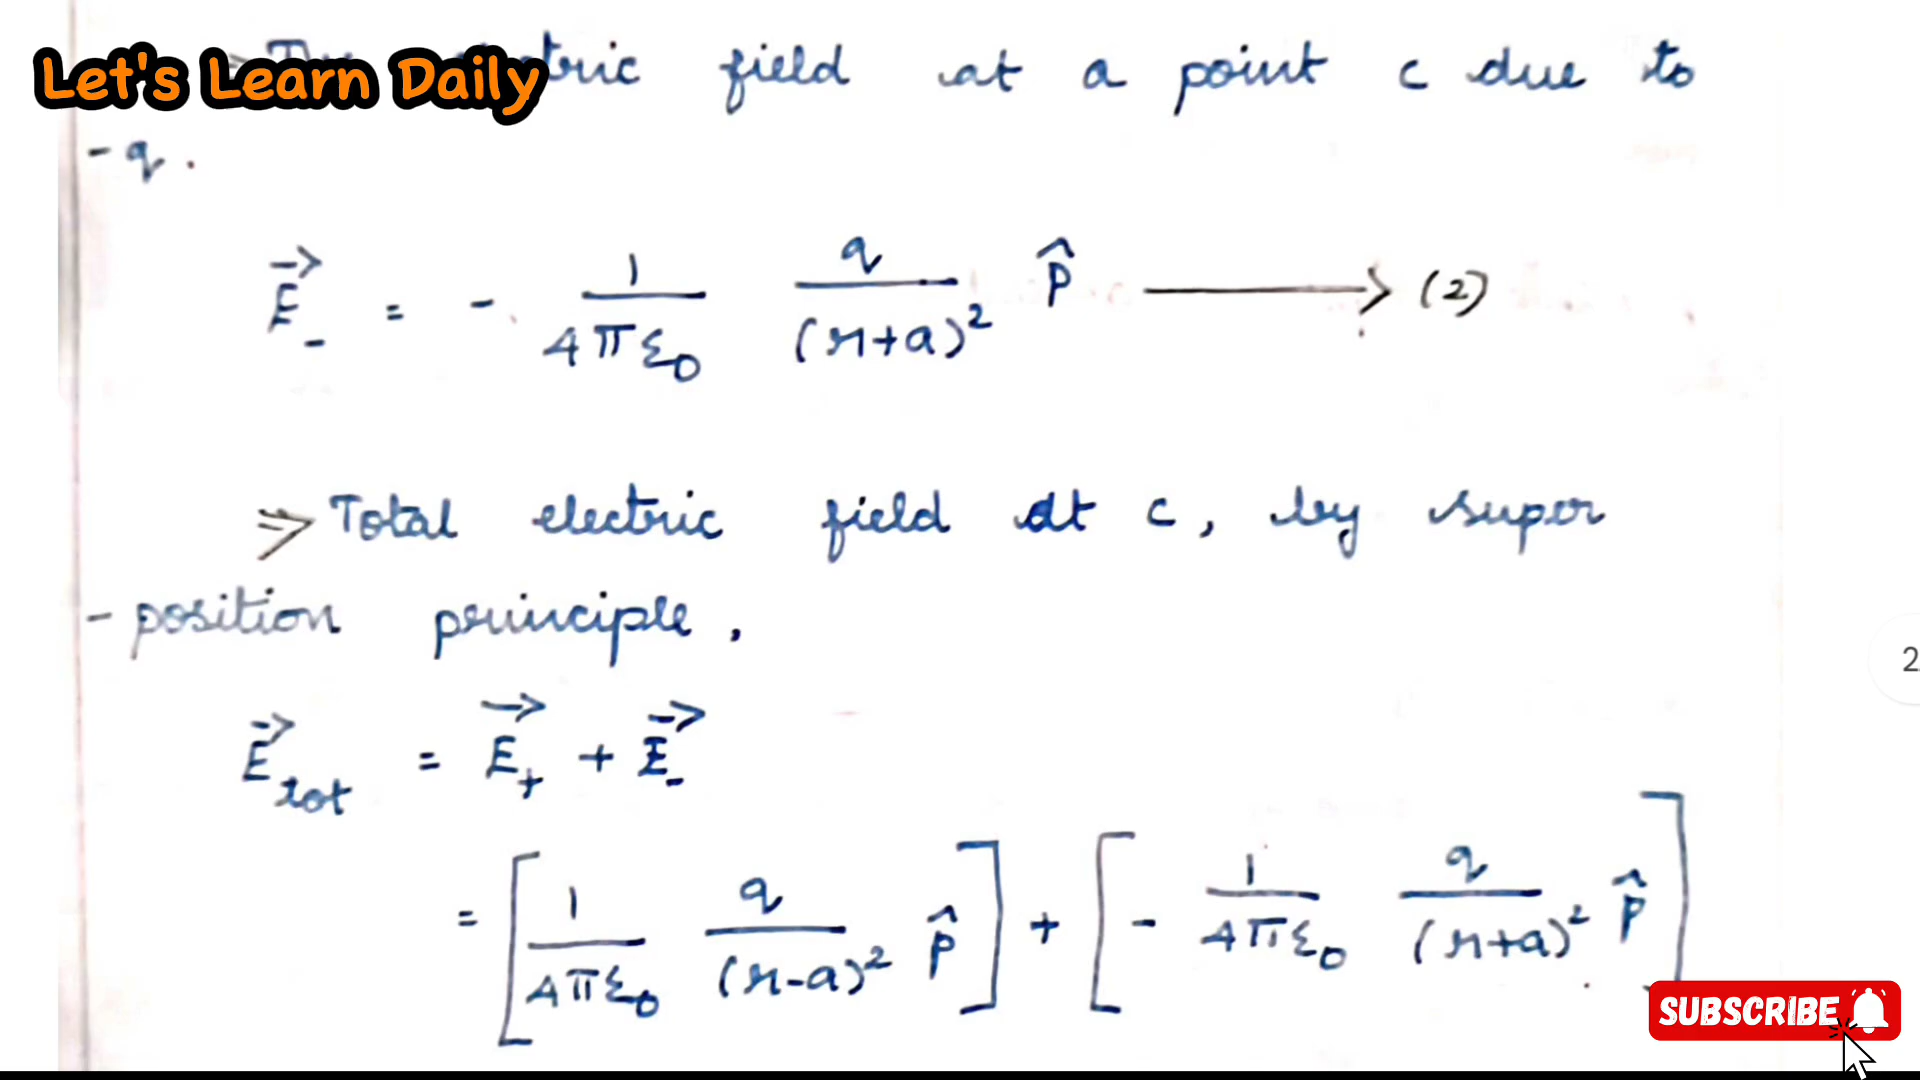 Let's Learn Daily
field at a point c due to
- q.
E⃗₋ = - 1/4πε₀ q/(r+a)² p̂ ⟶ (2)
⇒ Total electric field at c, by super
- position principle.
2
E⃗tot = E⃗₊ + E⃗₋
= [1/4πε₀ q/(r-a)² p̂] + [- 1/4πε₀ q/(r+a)² p̂]
SUBSCRIBE